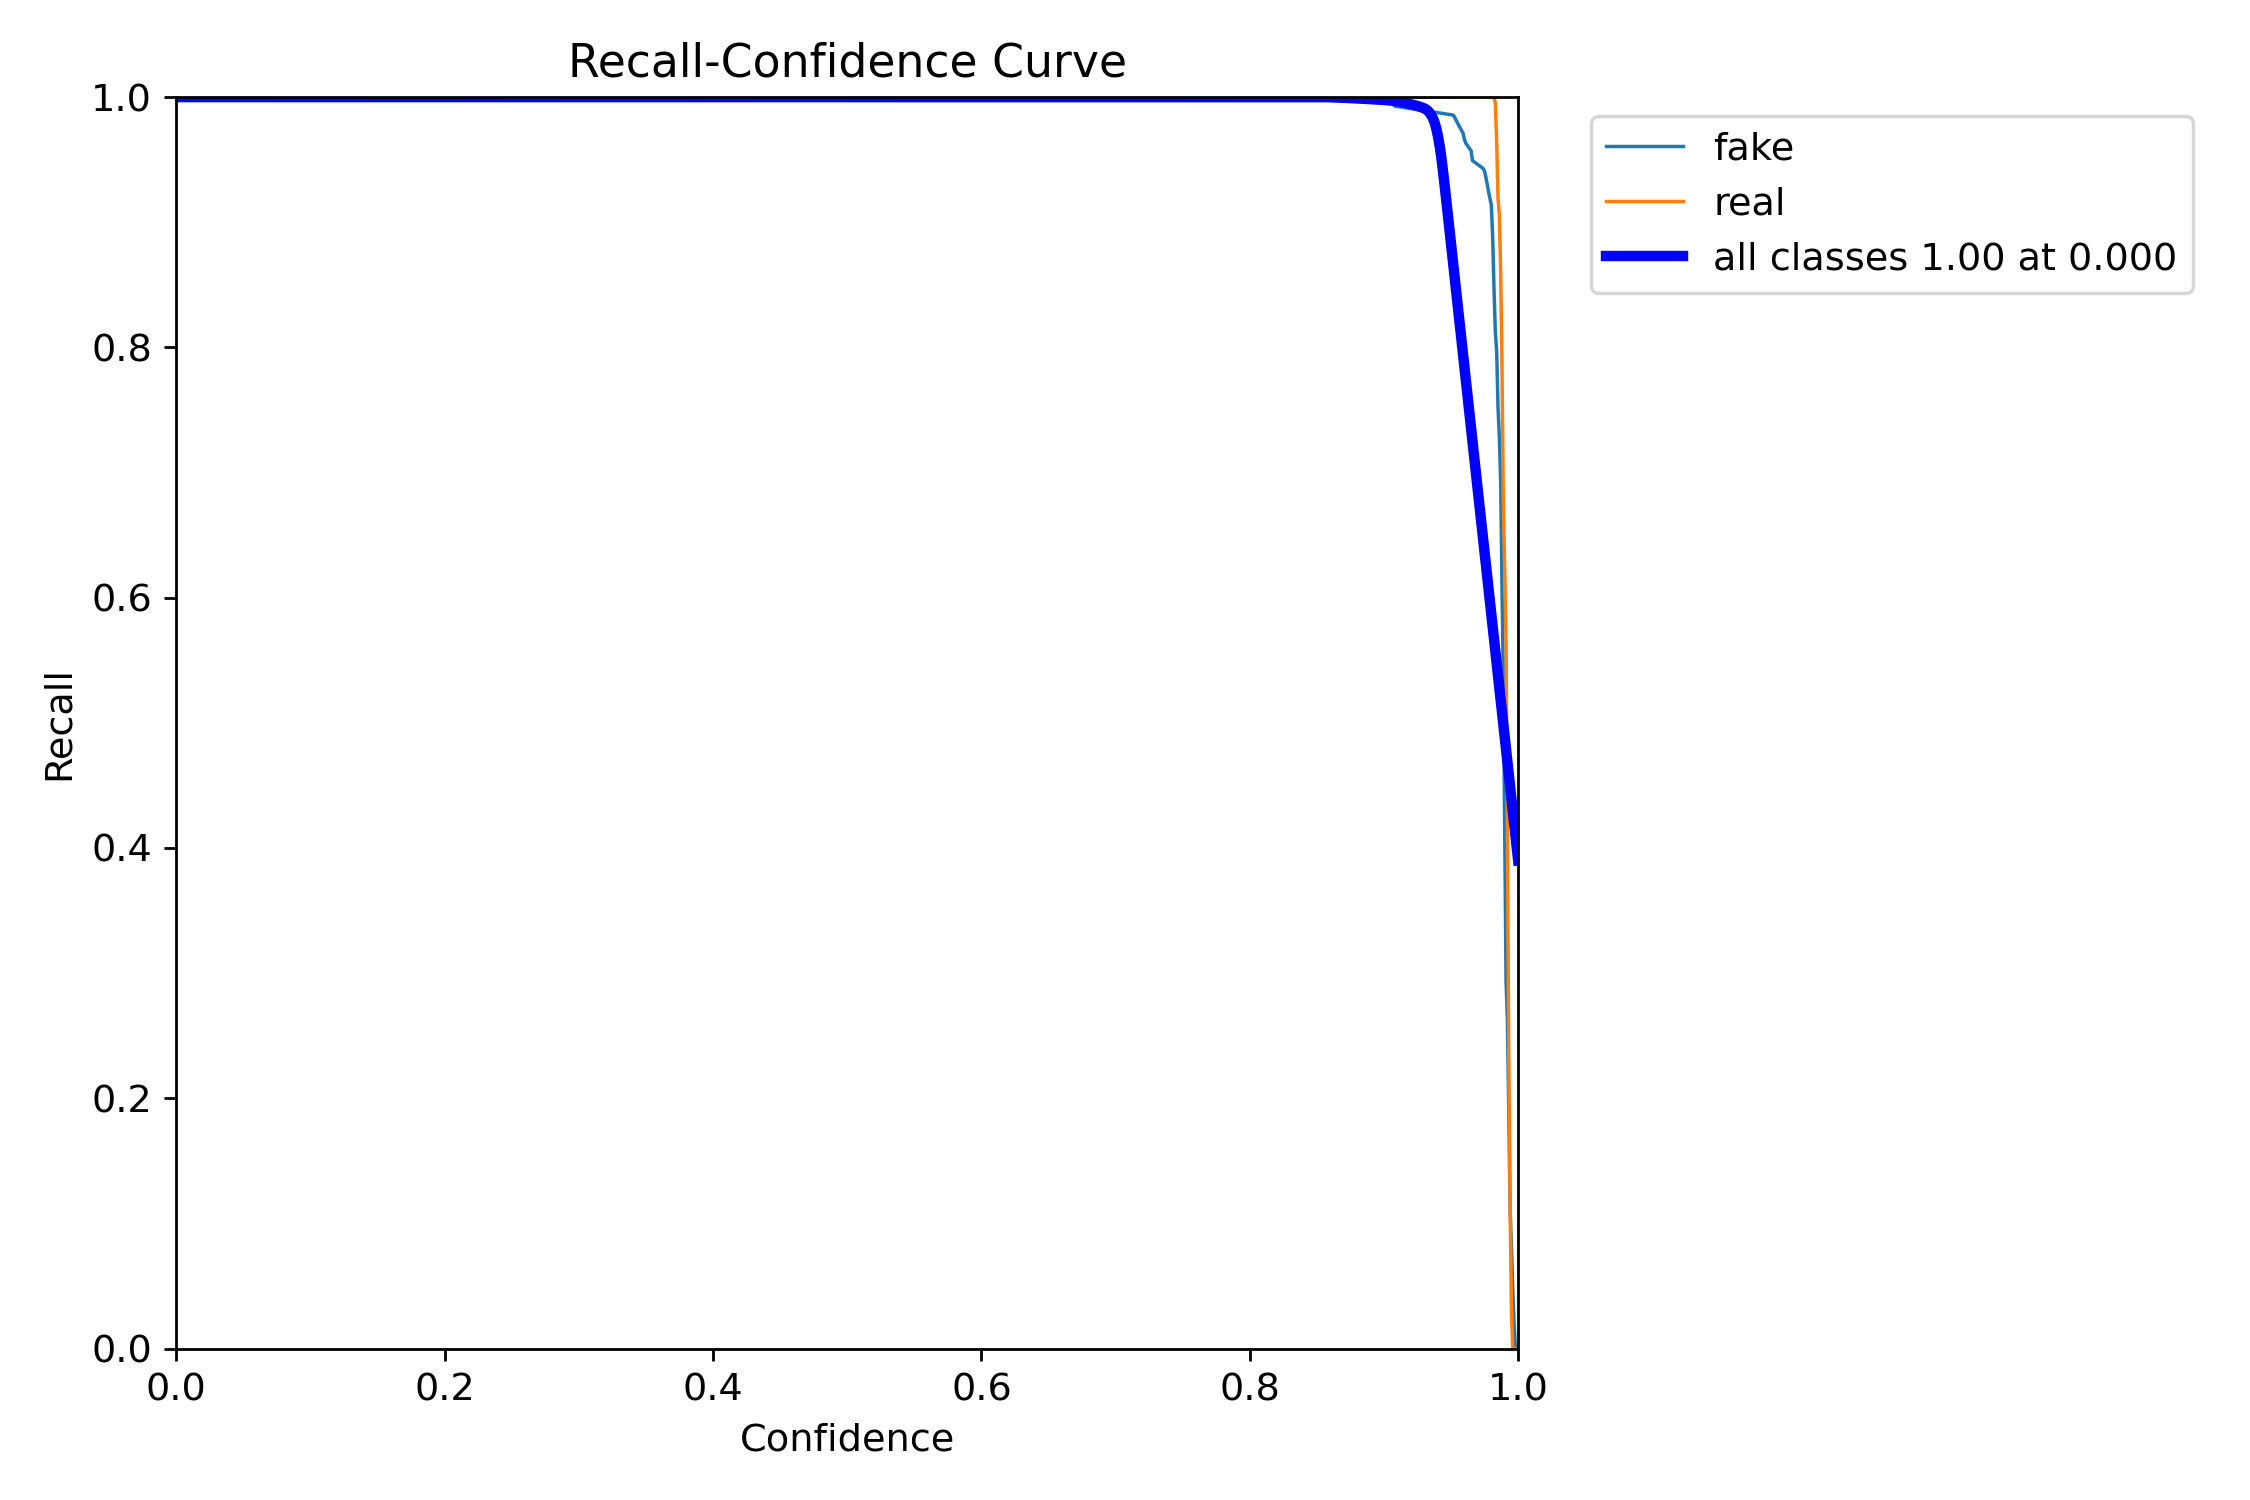 Recall-Confidence Curve
1.0
0.8
0.6
0.4
0.2
0.0
Recall
0.0 0.2 0.4 0.6 0.8 1.0
Confidence
fake
real
all classes 1.00 at 0.000